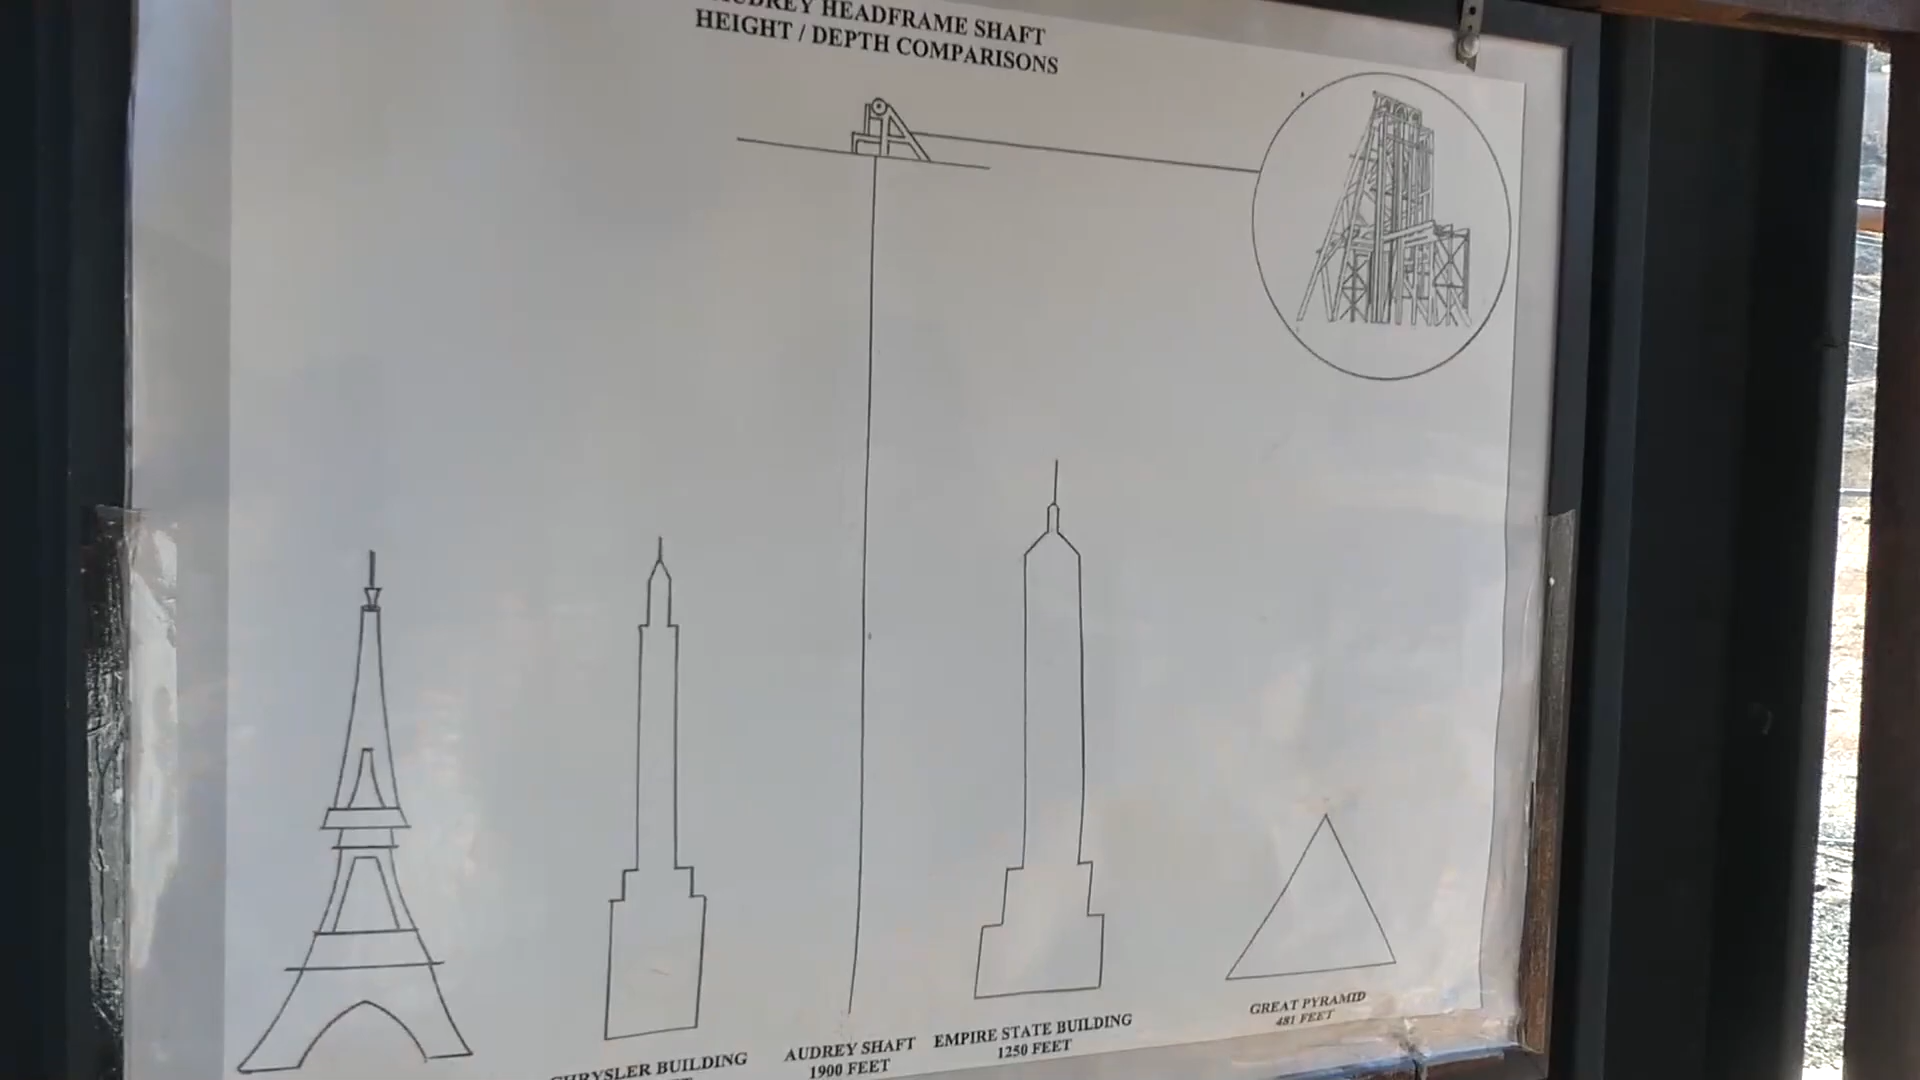 HEADFRAME SHAFT
HEIGHT / DEPTH COMPARISONS
BUILDING
AUDREY SHAFT
1900 FEET
EMPIRE STATE BUILDING
1250 FEET
GREAT PYRAMID
481 FEET